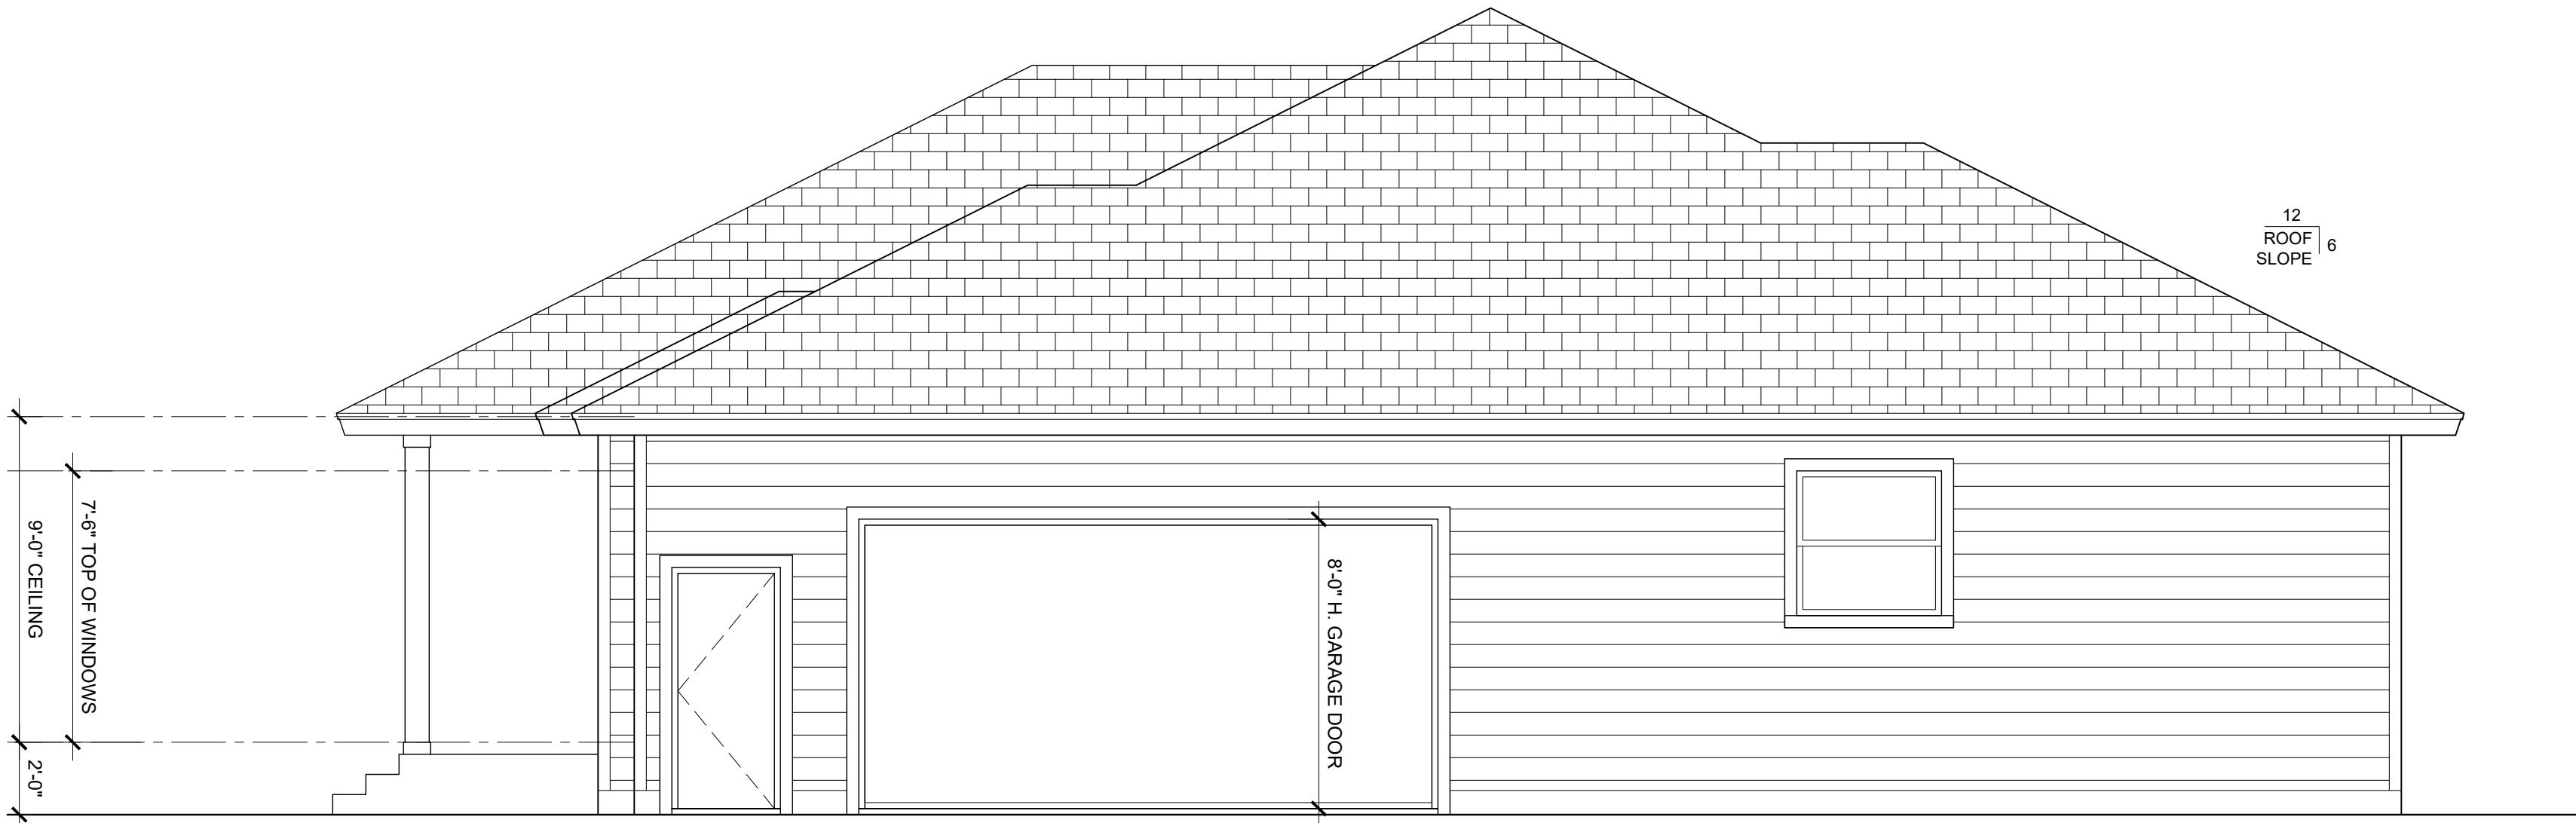 12
ROOF
SLOPE
6
9'-0" CEILING
7'-6" TOP OF WINDOWS
8'-0" H. GARAGE DOOR
2'-0"